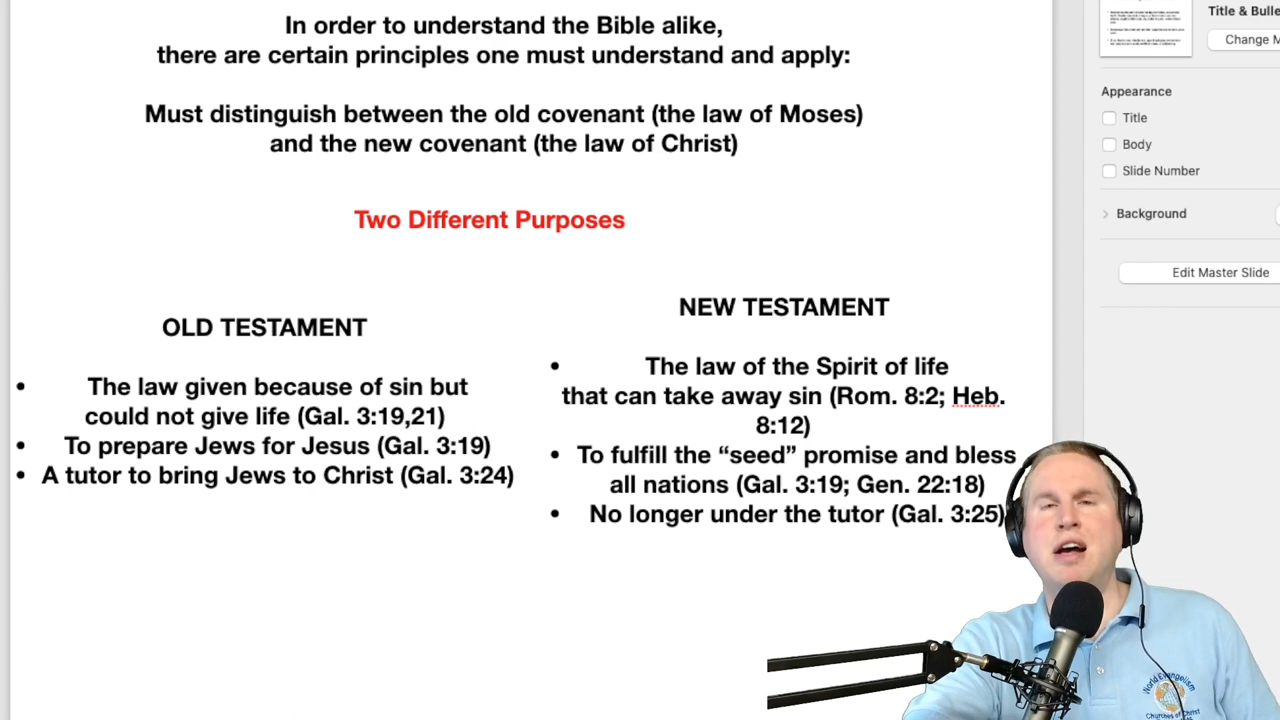 In order to understand the Bible alike,
there are certain principles one must understand and apply:
Must distinguish between the old covenant (the law of Moses)
and the new covenant (the law of Christ)
Two Different Purposes
OLD TESTAMENT
• The law given because of sin but
could not give life (Gal. 3:19,21)
• To prepare Jews for Jesus (Gal. 3:19)
• A tutor to bring Jews to Christ (Gal. 3:24)
NEW TESTAMENT
• The law of the Spirit of life
that can take away sin (Rom. 8:2; Heb.
8:12)
• To fulfill the “seed” promise and bless
all nations (Gal. 3:19; Gen. 22:18)
• No longer under the tutor (Gal. 3:25)
Title & Bulle
Change M
Appearance
Title
Body
Slide Number
Background
Edit Master Slide
World Evangelism
Churches of Christ